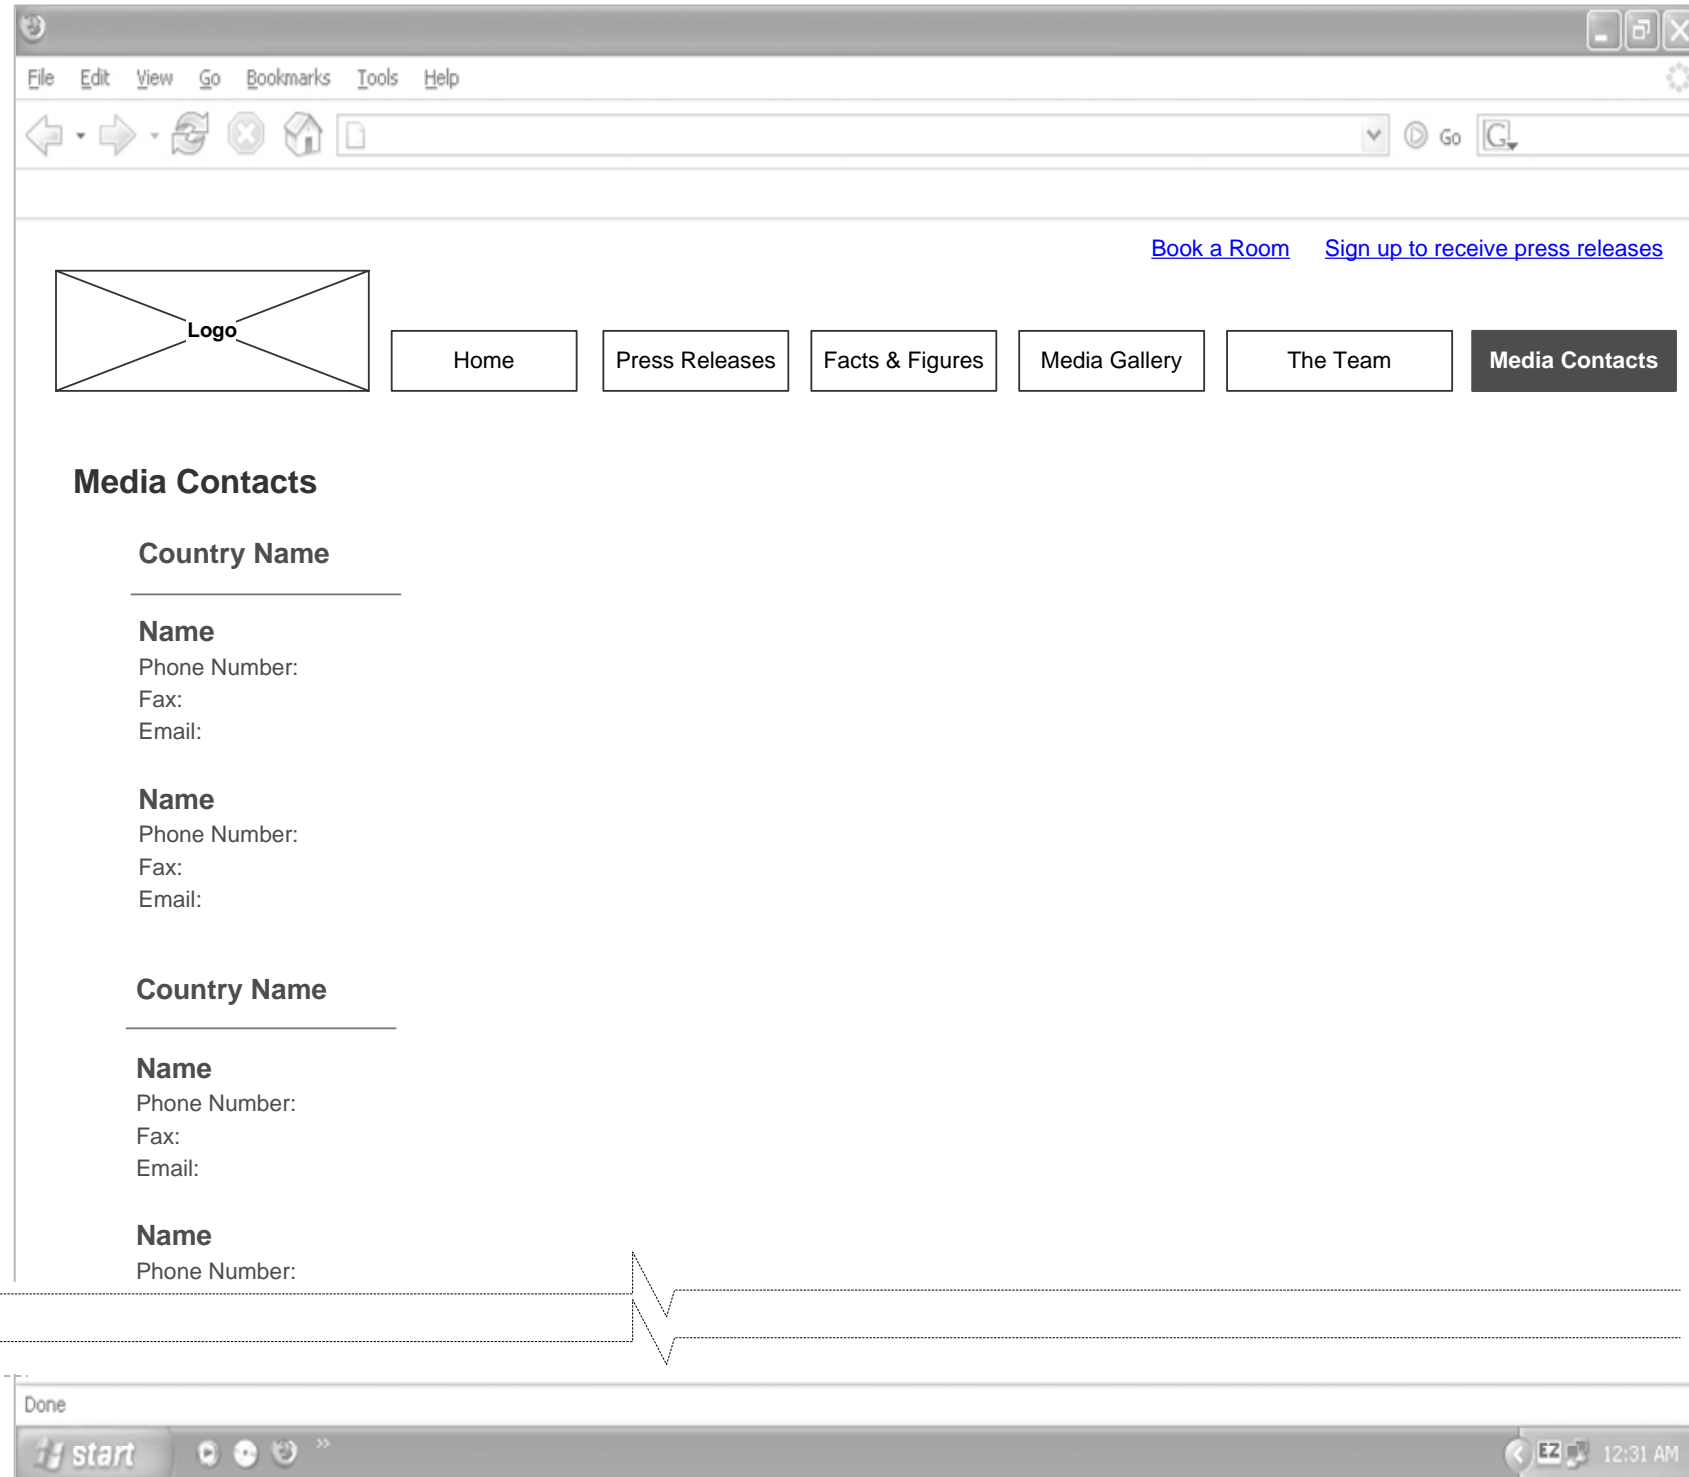 File Edit View Go Bookmarks Tools Help
Go G
Book a Room Sign up to receive press releases
Logo
Home Press Releases Facts & Figures Media Gallery The Team Media Contacts
Media Contacts
Country Name
Name
Phone Number:
Fax:
Email:
Name
Phone Number:
Fax:
Email:
Country Name
Name
Phone Number:
Fax:
Email:
Name
Phone Number:
Done
start EZ 12:31 AM